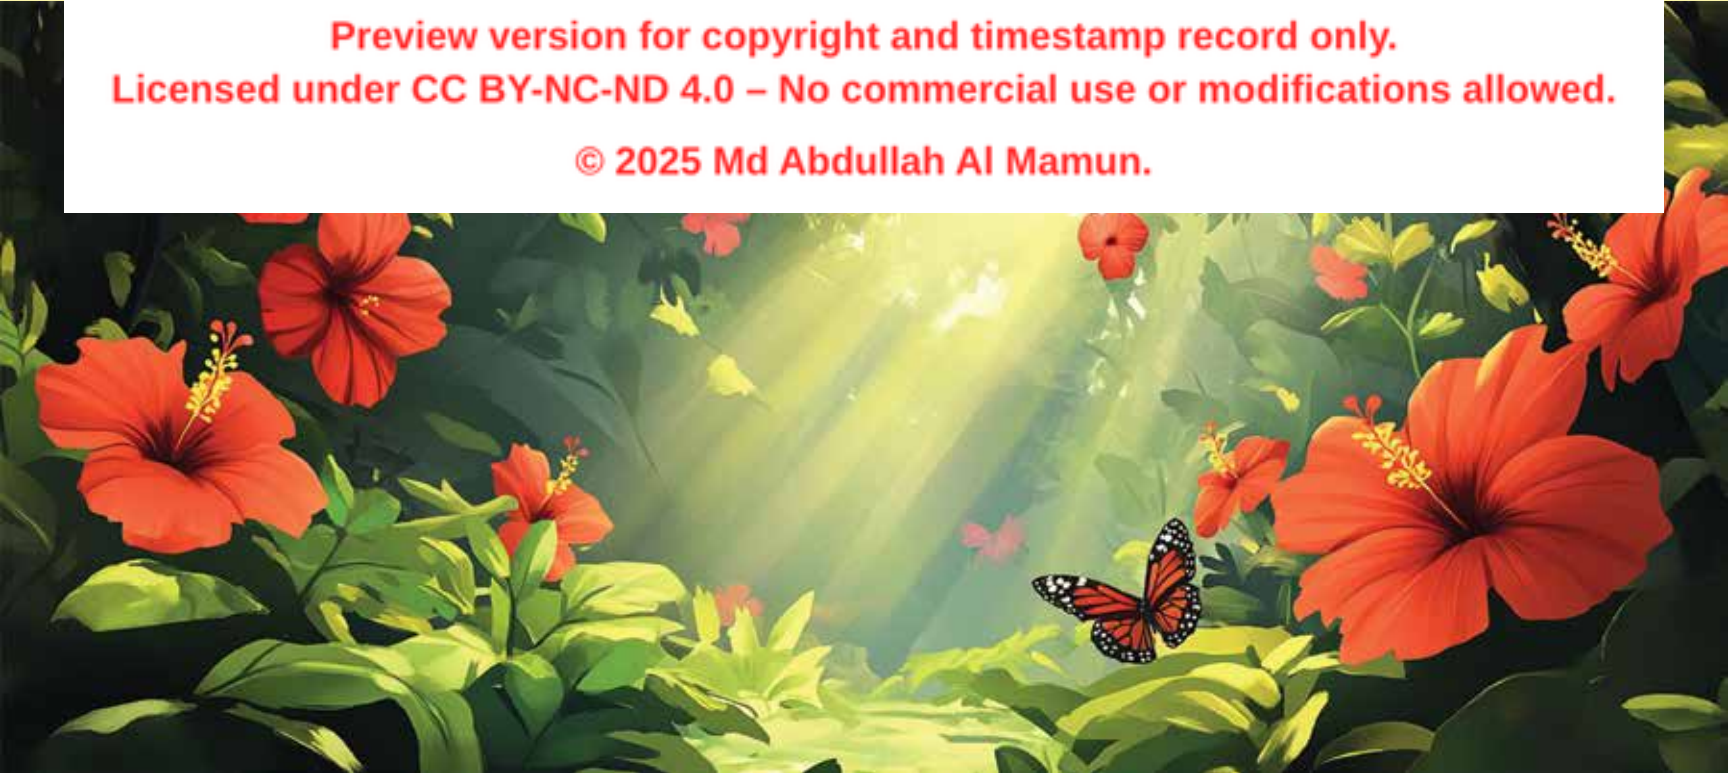 Preview version for copyright and timestamp record only.
Licensed under CC BY-NC-ND 4.0 – No commercial use or modifications allowed.
© 2025 Md Abdullah Al Mamun.